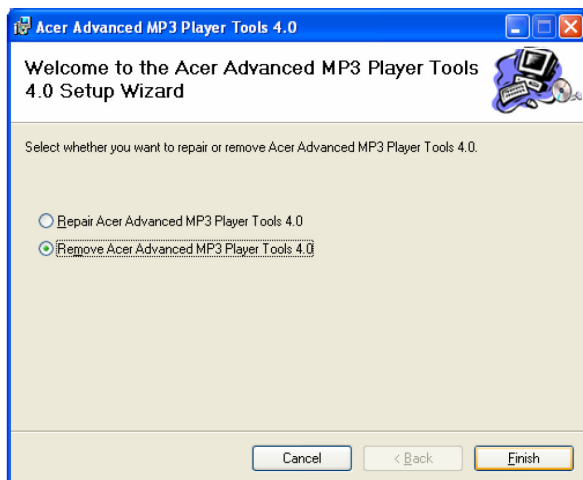 Acer Advanced MP3 Player Tools 4.0
Welcome to the Acer Advanced MP3 Player Tools
4.0 Setup Wizard
Select whether you want to repair or remove Acer Advanced MP3 Player Tools 4.0.
Repair Acer Advanced MP3 Player Tools 4.0
Remove Acer Advanced MP3 Player Tools 4.0
Cancel
< Back
Finish